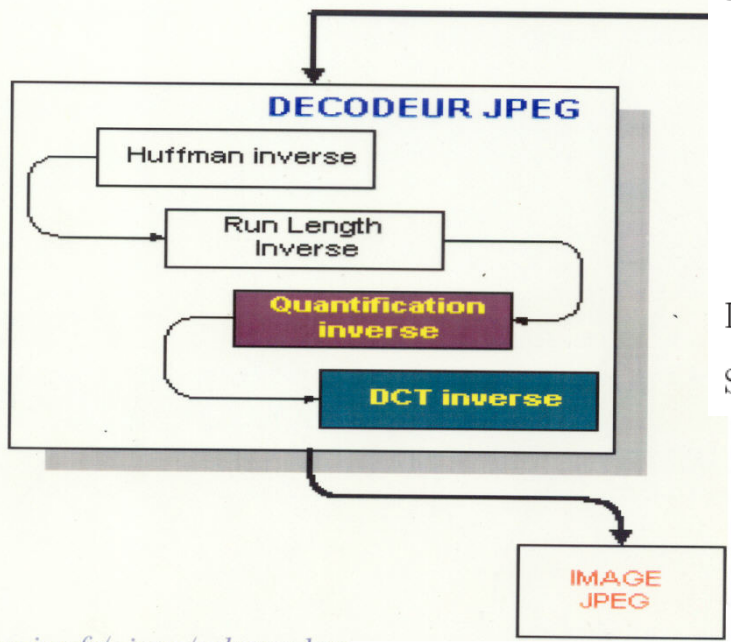 DECODEUR JPEG
Huffman inverse
Run Length
Inverse
Quantification
inverse
DCT inverse
IMAGE
JPEG